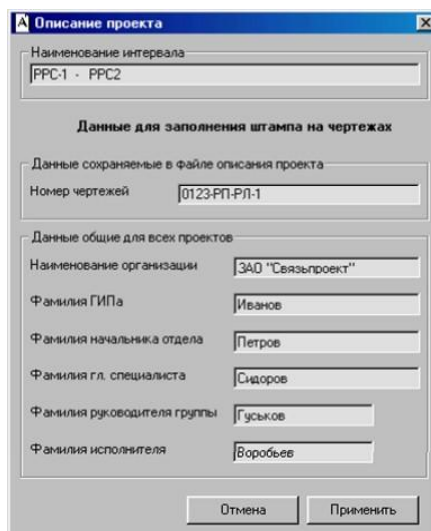 Описание проекта
Наименование интервала
РРС-1 - РРС2
Данные для заполнения штампа на чертежах
Данные сохраняемые в файле описания проекта
Номер чертежей 0123-РП-РЛ-1
Данные общие для всех проектов
Наименование организации ЗАО "Связьпроект"
Фамилия ГИПа Иванов
Фамилия начальника отдела Петров
Фамилия гл. специалиста Сидоров
Фамилия руководителя группы Гуськов
Фамилия исполнителя Воробьев
Отмена Применить